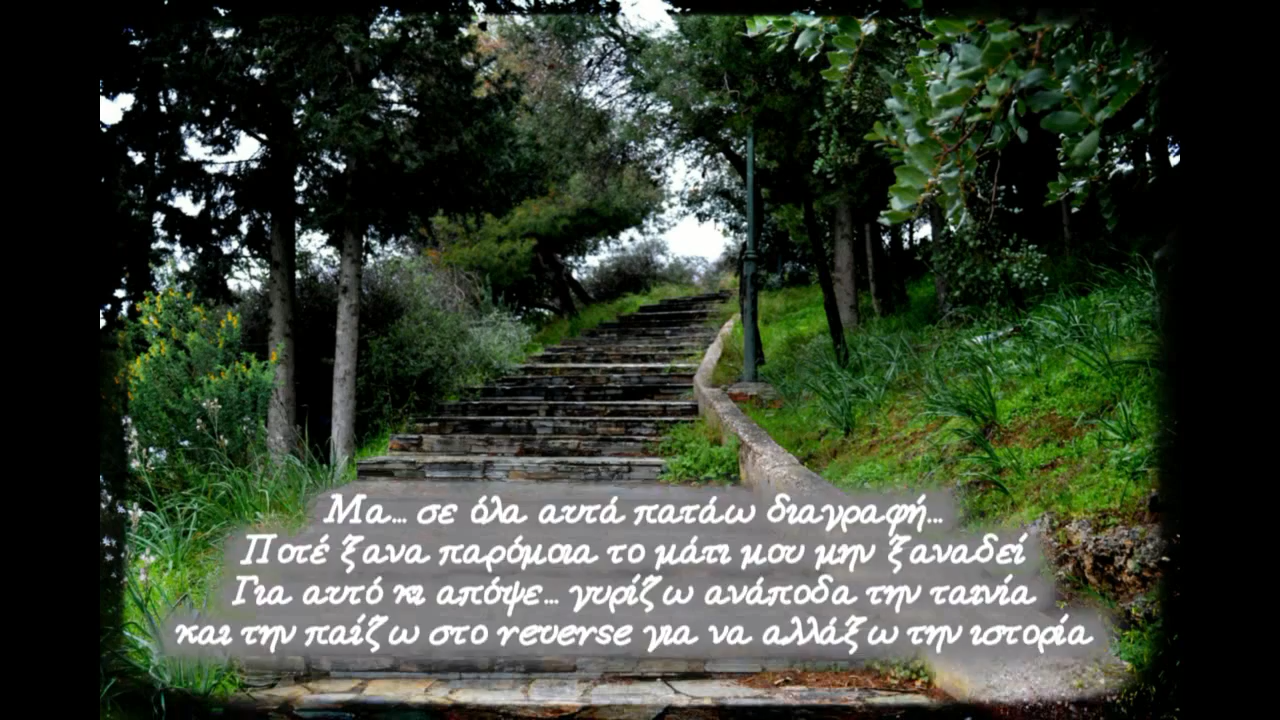 Μα... σε όλα αυτά πατάω διαγραφή...
Ποτέ ξανα παρόμοια το μάτι μου μην ξαναδεί
Για αυτό κι απόψε... γυρίζω ανάποδα την ταινία
και την παίζω στο reverse για να αλλάξω την ιστορία